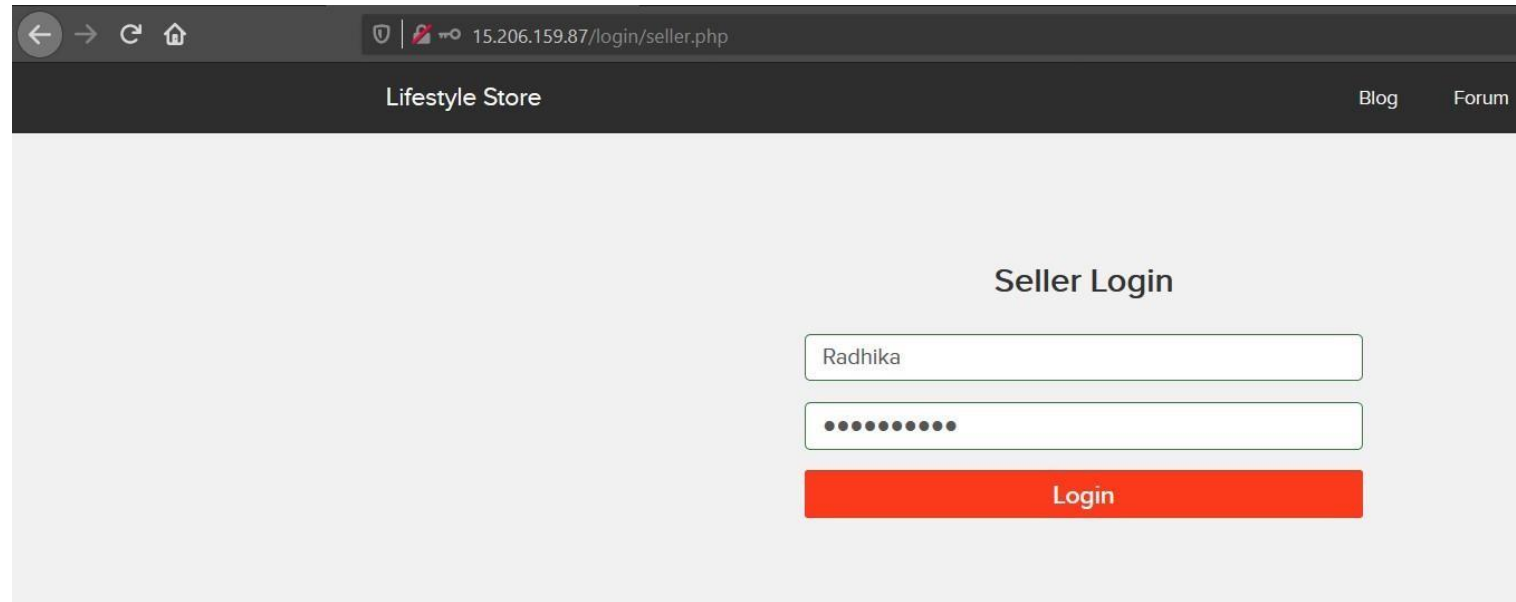 15.206.159.87/login/seller.php
Lifestyle Store Blog Forum
Seller Login
Radhika
●●●●●●●●●●
Login